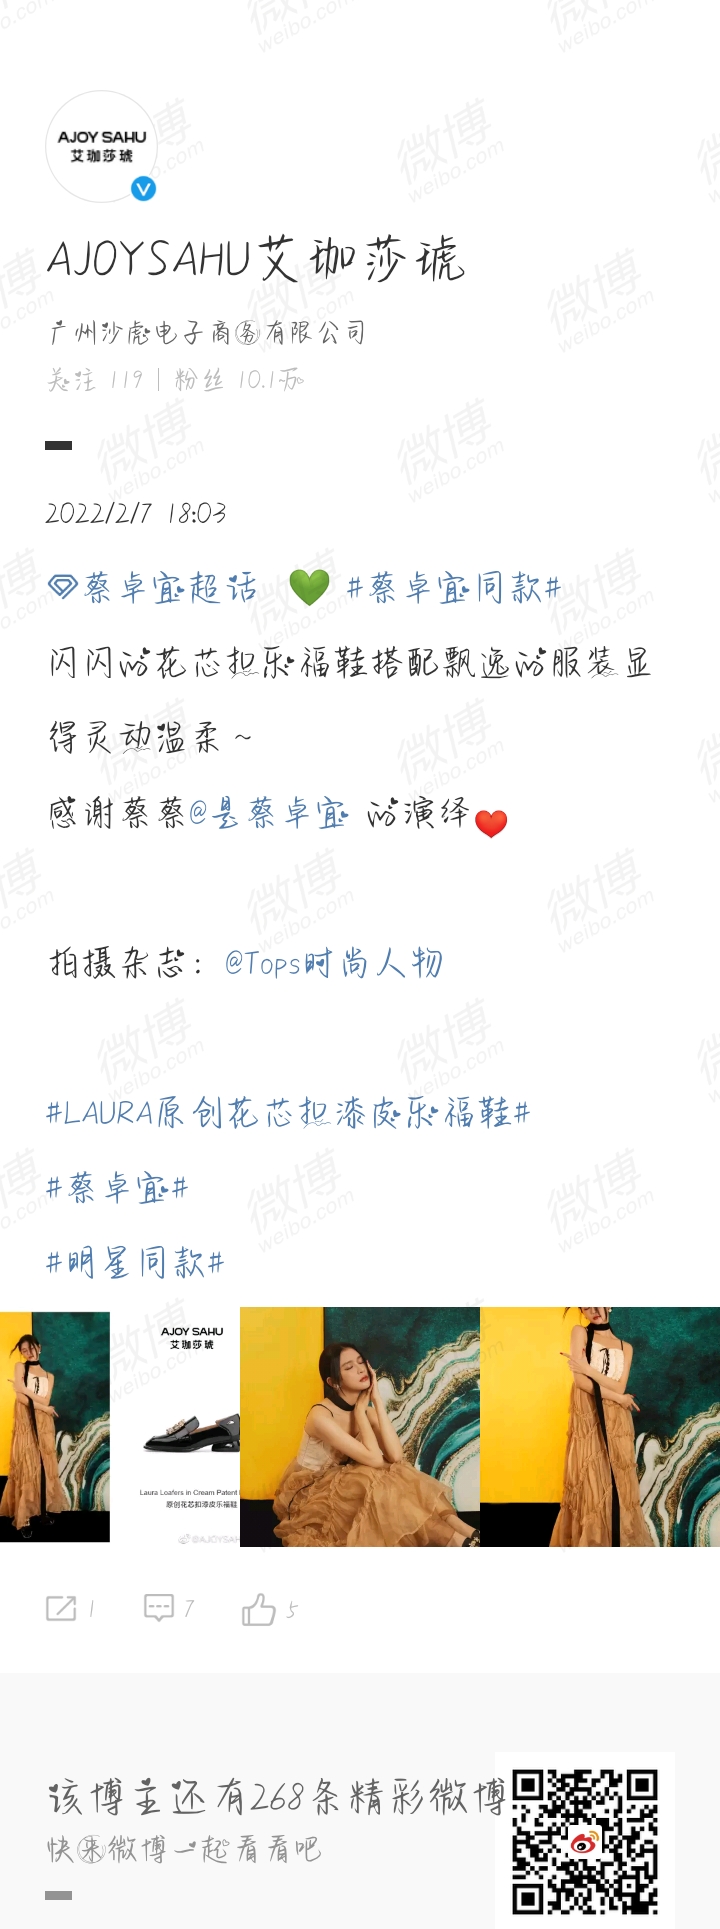 AJOY SAHU
艾珈莎琥
AJOYSAHU艾珈莎琥
广州沙彪电子商务有限公司
关注 119 | 粉丝 10.1万
2022/2/7 18:03
蔡卓宜超话 💚 #蔡卓宜同款#
闪闪的花芯扣乐福鞋搭配飘逸的服装显
得灵动温柔~
感谢蔡蔡@是蔡卓宜 的演绎❤️
拍摄杂志：@Tops时尚人物
#LAURA原创花芯扣漆皮乐福鞋#
#蔡卓宜#
#明星同款#
AJOY SAHU
艾珈莎琥
Laura Loafers in Cream Patent
原创花芯扣漆皮乐福鞋
@AJOYSAHU
1 7 5
该博主还有268条精彩微博
快来微博一起看看吧
微博
weibo.com